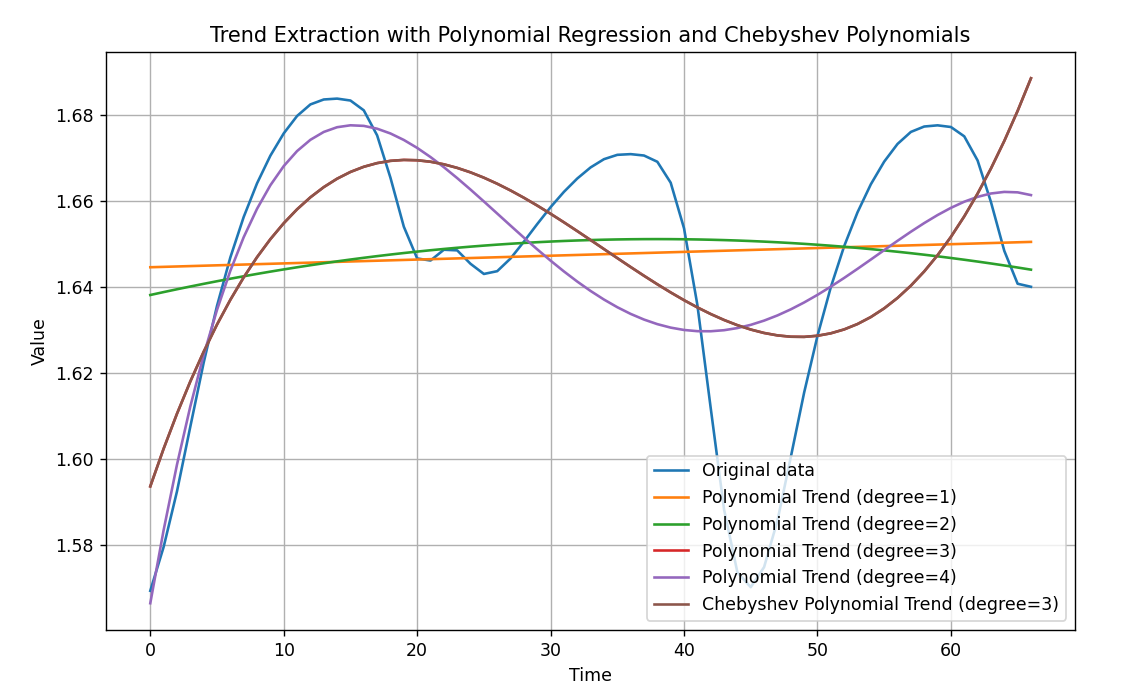 Trend Extraction with Polynomial Regression and Chebyshev Polynomials
Value
1.68
1.66
1.64
1.62
1.60
1.58
Original data
Polynomial Trend (degree=1)
Polynomial Trend (degree=2)
Polynomial Trend (degree=3)
Polynomial Trend (degree=4)
Chebyshev Polynomial Trend (degree=3)
0 10 20 30 40 50 60
Time